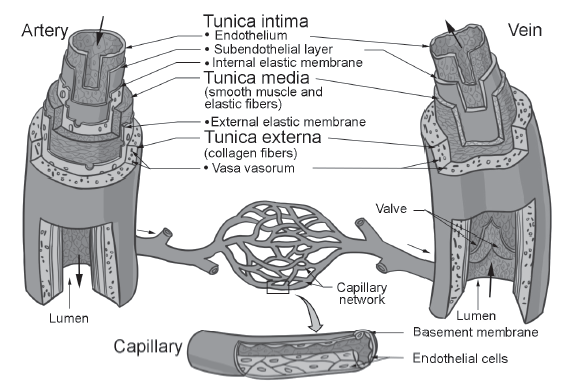 Artery
Tunica intima
• Endothelium
• Subendothelial layer
• Internal elastic membrane
Tunica media
(smooth muscle and
elastic fibers)
• External elastic membrane
Tunica externa
(collagen fibers)
• Vasa vasorum
Vein
Valve
Capillary
network
Lumen
Lumen
Capillary
Basement membrane
Endothelial cells